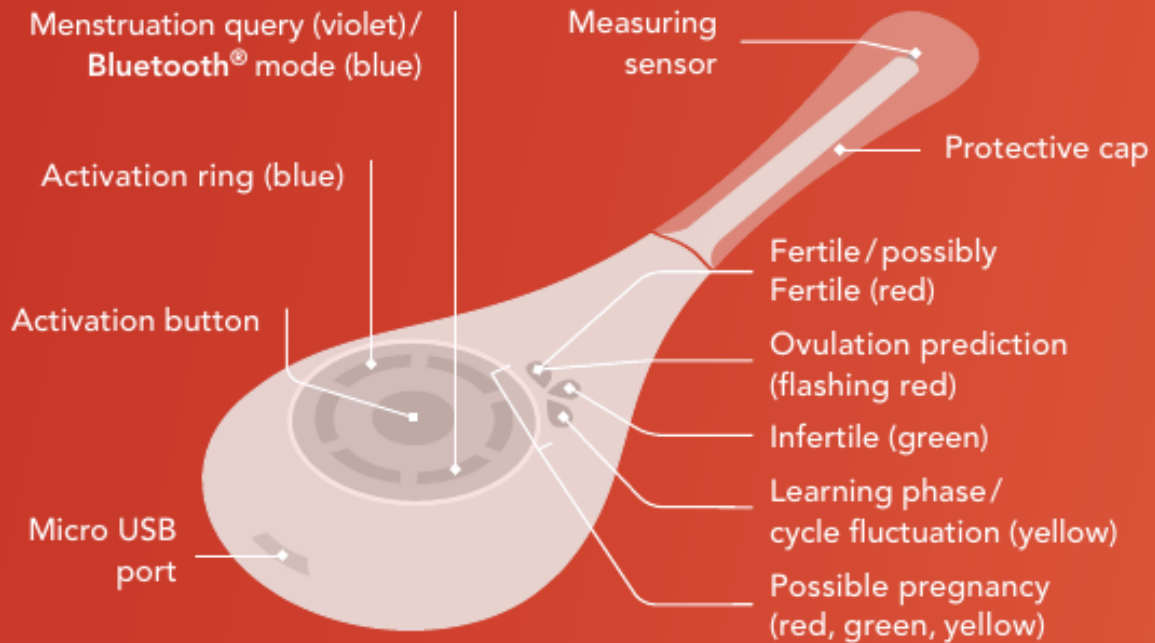 Menstruation query (violet)/
Bluetooth® mode (blue)
Measuring
sensor
Activation ring (blue)
Protective cap
Fertile/possibly
Fertile (red)
Activation button
Ovulation prediction
(flashing red)
Infertile (green)
Learning phase/
cycle fluctuation (yellow)
Micro USB
port
Possible pregnancy
(red, green, yellow)